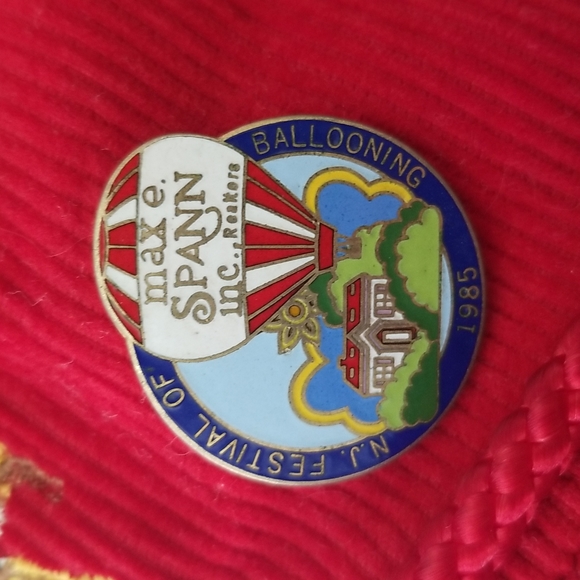 max e.
SPANN
inc., Realtors
N.J. FESTIVAL OF BALLOONING 1985